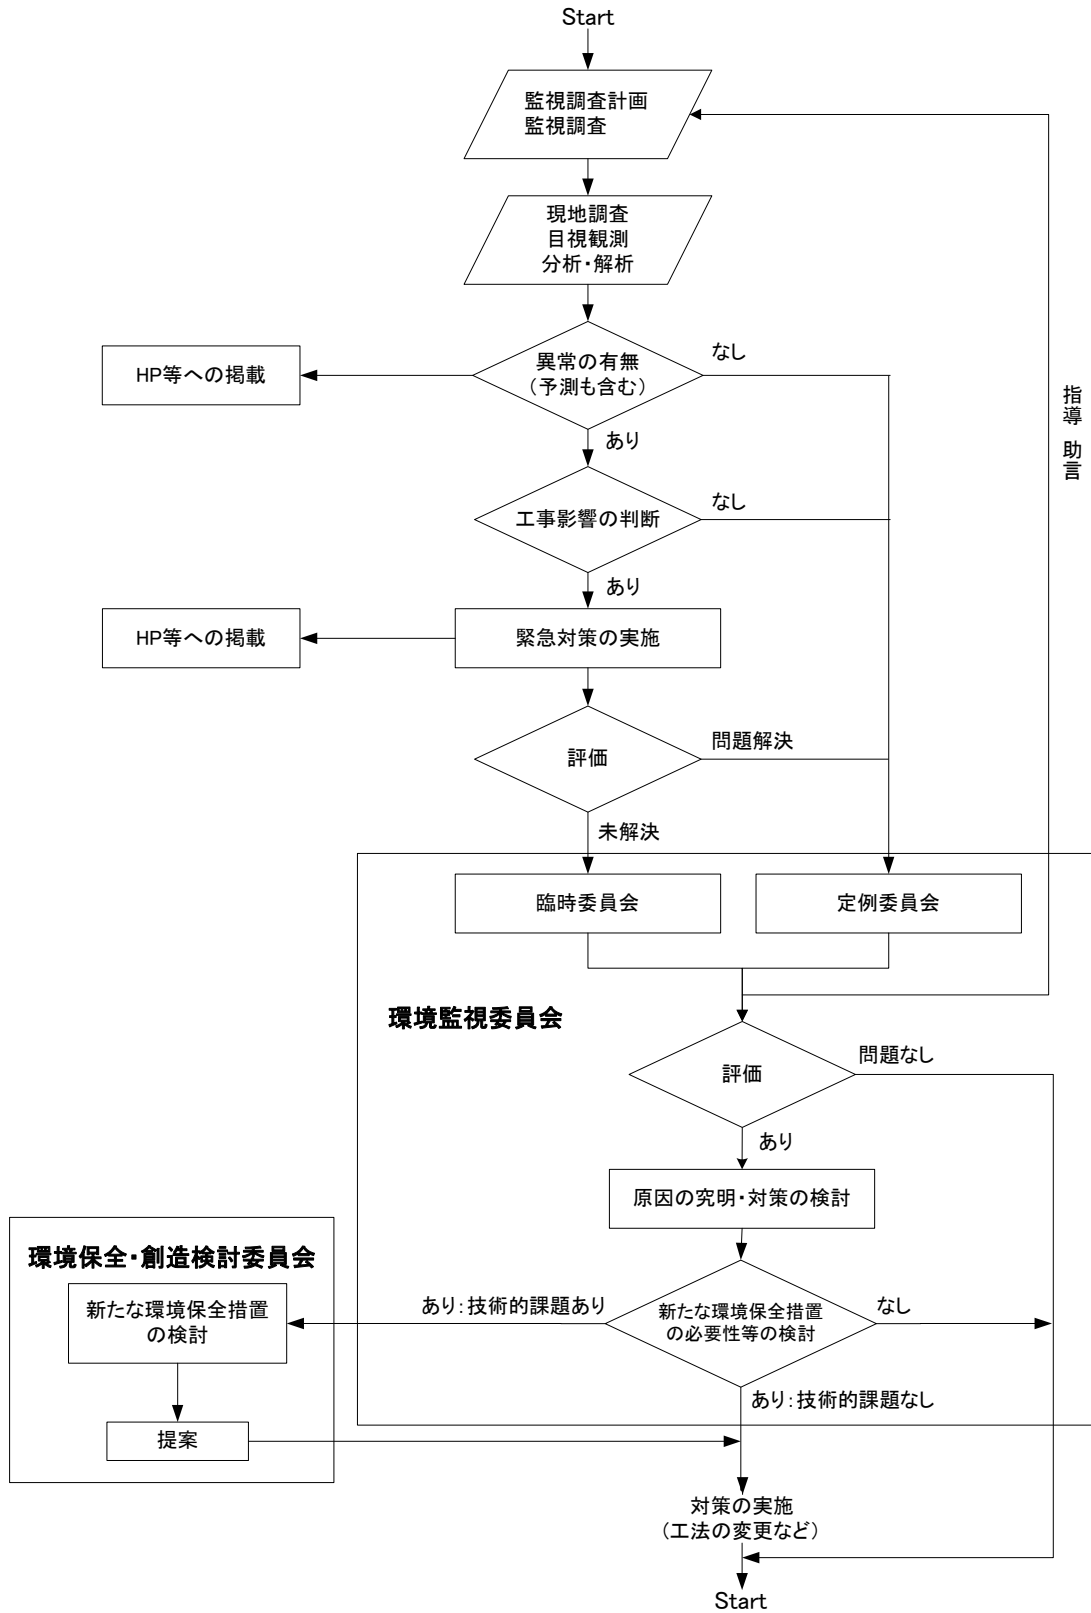 Start
監視調査計画
監視調査
現地調査
目視観測
分析・解析
異常の有無
(予測も含む)
なし
HP等への掲載
あり
指導 助言
工事影響の判断
なし
あり
緊急対策の実施
HP等への掲載
評価
問題解決
未解決
臨時委員会
定例委員会
環境監視委員会
評価
問題なし
あり
原因の究明・対策の検討
環境保全・創造検討委員会
新たな環境保全措置
の検討
あり：技術的課題あり
新たな環境保全措置
の必要性等の検討
なし
あり：技術的課題なし
提案
対策の実施
(工法の変更など)
Start